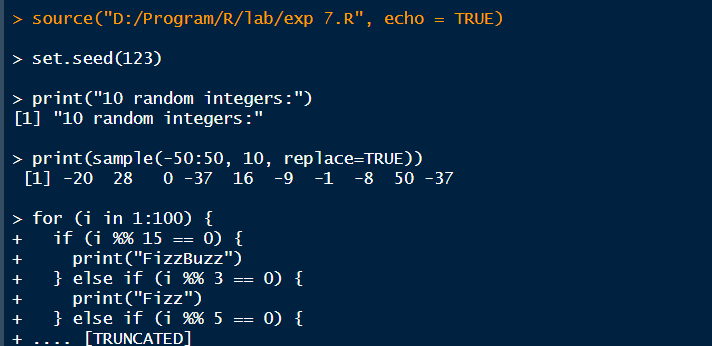 > source("D:/Program/R/lab/exp 7.R", echo = TRUE)
> set.seed(123)
> print("10 random integers:")
[1] "10 random integers:"
> print(sample(-50:50, 10, replace=TRUE))
 [1] -20  28   0 -37  16  -9  -1  -8  50 -37
> for (i in 1:100) {
+   if (i %% 15 == 0) {
+     print("FizzBuzz")
+   } else if (i %% 3 == 0) {
+     print("Fizz")
+   } else if (i %% 5 == 0) {
+ .... [TRUNCATED]